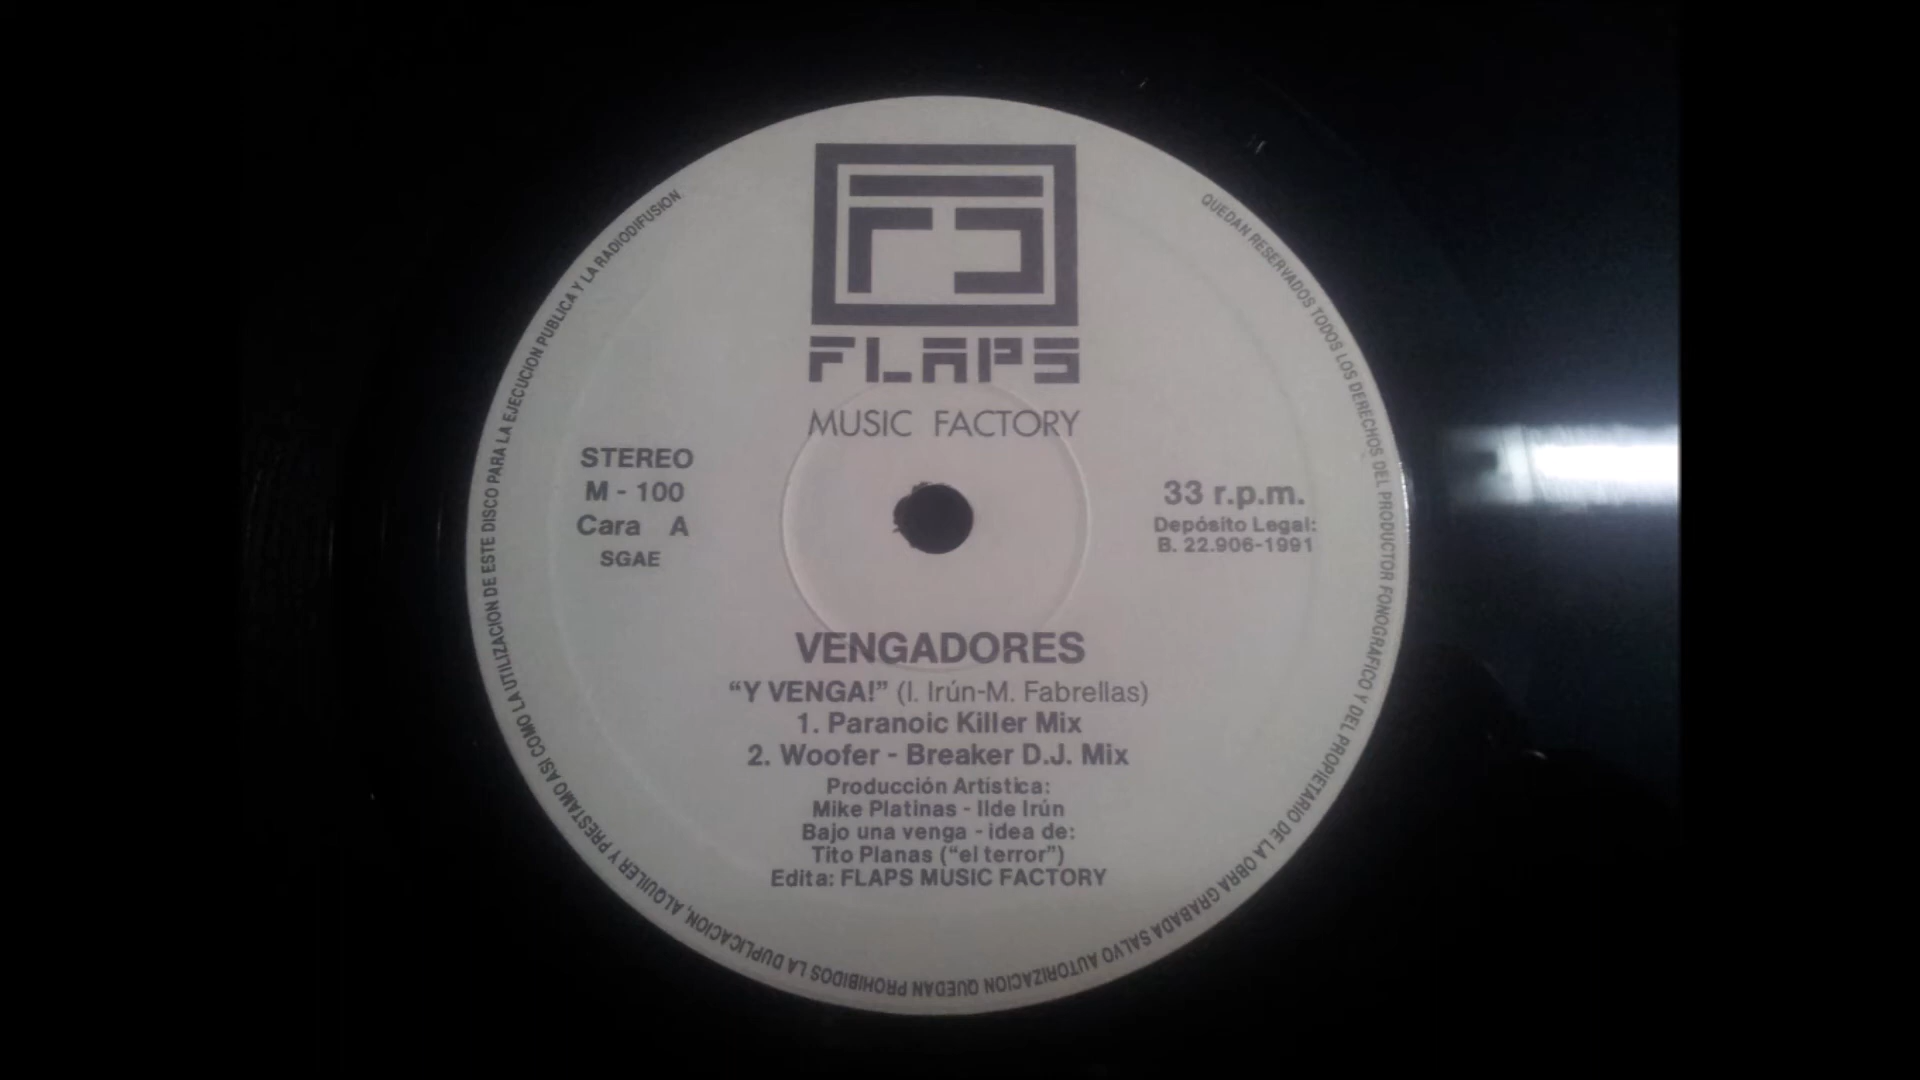 FLAPS
MUSIC FACTORY
STEREO
M - 100
Cara A
SGAE
33 r.p.m.
Depósito Legal:
B. 22.906-1991
VENGADORES
“Y VENGA!” (I. Irún-M. Fabrellas)
1. Paranoic Killer Mix
2. Woofer - Breaker D.J. Mix
Producción Artística:
Mike Platinas - Ilde Irún
Bajo una venga - idea de:
Tito Planas (“el terror”)
Edita: FLAPS MUSIC FACTORY
QUEDAN RESERVADOS TODOS LOS DERECHOS DEL PRODUCTOR FONOGRAFICO Y DEL PROPIETARIO DE LA OBRA GRABADA SALVO AUTORIZACION QUEDAN PROHIBIDOS LA DUPLICACION, ALQUILER Y PRESTAMO ASI COMO LA UTILIZACION DE ESTE DISCO PARA LA EJECUCION PUBLICA Y LA RADIODIFUSION